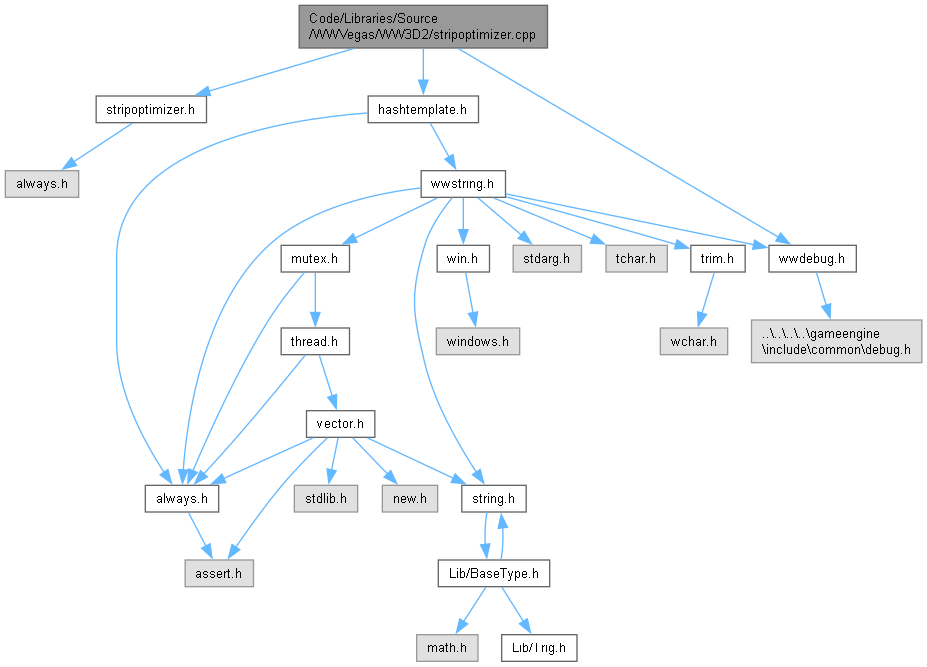 Code/Libraries/Source
/WWVegas/WW3D2/stripoptimizer.cpp
stripoptimizer.h
hashtemplate.h
always.h
wwstring.h
mutex.h
win.h
stdarg.h
tchar.h
trim.h
wwdebug.h
thread.h
windows.h
wchar.h
..\..\..\..\gameengine
\include\common\debug.h
vector.h
always.h
stdlib.h
new.h
string.h
assert.h
Lib/BaseType.h
math.h
Lib/Trig.h